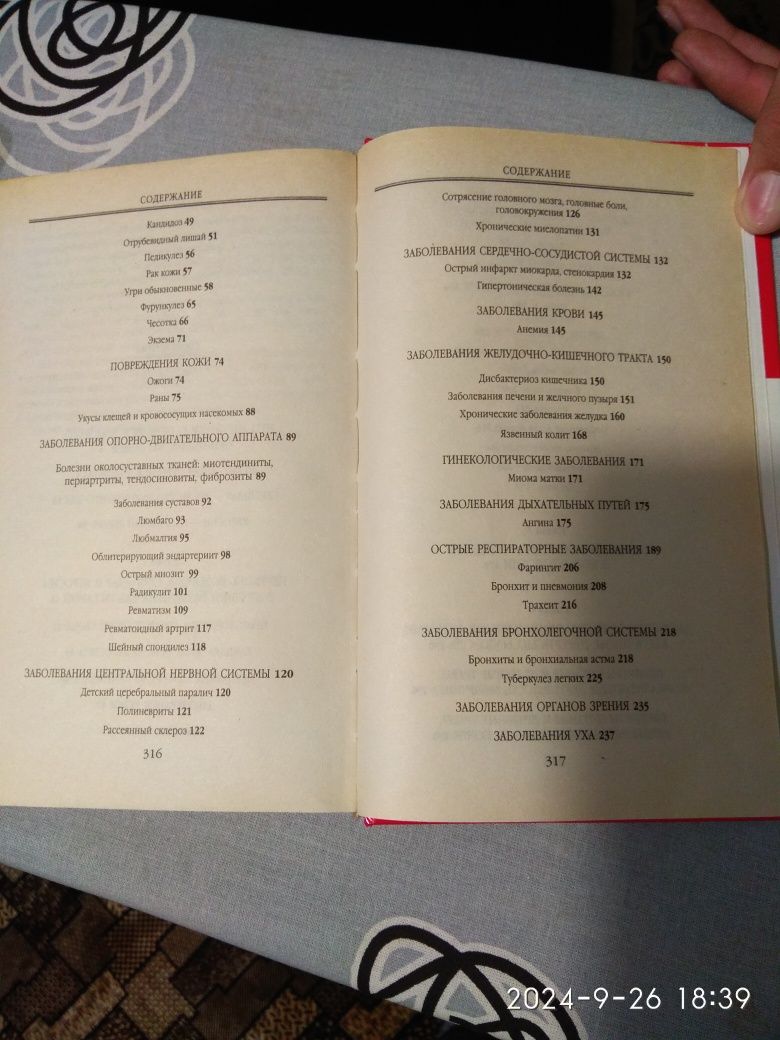 СОДЕРЖАНИЕ
Кандидоз 49
Отрубевидный лишай 51
Педикулез 56
Рак кожи 57
Угри обыкновенные 58
Фурункулез 65
Чесотка 66
Экзема 71
ПОВРЕЖДЕНИЯ КОЖИ 74
Ожоги 74
Раны 75
Укусы клещей и кровососущих насекомых 88
ЗАБОЛЕВАНИЯ ОПОРНО-ДВИГАТЕЛЬНОГО АППАРАТА 89
Болезни околосуставных тканей: миотендиниты,
периартриты, тендосиновиты, фиброзиты 89
Заболевания суставов 92
Люмбаго 93
Любмалгия 95
Облитерирующий эндартериит 98
Острый миозит 99
Радикулит 101
Ревматизм 109
Ревматоидный артрит 117
Шейный спондилез 118
ЗАБОЛЕВАНИЯ ЦЕНТРАЛЬНОЙ НЕРВНОЙ СИСТЕМЫ 120
Детский церебральный паралич 120
Полиневриты 121
Рассеянный склероз 122
316
СОДЕРЖАНИЕ
Сотрясение головного мозга, головные боли,
головокружения 126
Хронические миелопатии 131
ЗАБОЛЕВАНИЯ СЕРДЕЧНО-СОСУДИСТОЙ СИСТЕМЫ 132
Острый инфаркт миокарда, стенокардия 132
Гипертоническая болезнь 142
ЗАБОЛЕВАНИЯ КРОВИ 145
Анемия 145
ЗАБОЛЕВАНИЯ ЖЕЛУДОЧНО-КИШЕЧНОГО ТРАКТА 150
Дисбактериоз кишечника 150
Заболевания печени и желчного пузыря 151
Хронические заболевания желудка 160
Язвенный колит 168
ГИНЕКОЛОГИЧЕСКИЕ ЗАБОЛЕВАНИЯ 171
Миома матки 171
ЗАБОЛЕВАНИЯ ДЫХАТЕЛЬНЫХ ПУТЕЙ 175
Ангина 175
ОСТРЫЕ РЕСПИРАТОРНЫЕ ЗАБОЛЕВАНИЯ 189
Фарингит 206
Бронхит и пневмония 208
Трахеит 216
ЗАБОЛЕВАНИЯ БРОНХОЛЕГОЧНОЙ СИСТЕМЫ 218
Бронхиты и бронхиальная астма 218
Туберкулез легких 225
ЗАБОЛЕВАНИЯ ОРГАНОВ ЗРЕНИЯ 235
ЗАБОЛЕВАНИЯ УХА 237
317
2024-9-26 18:39